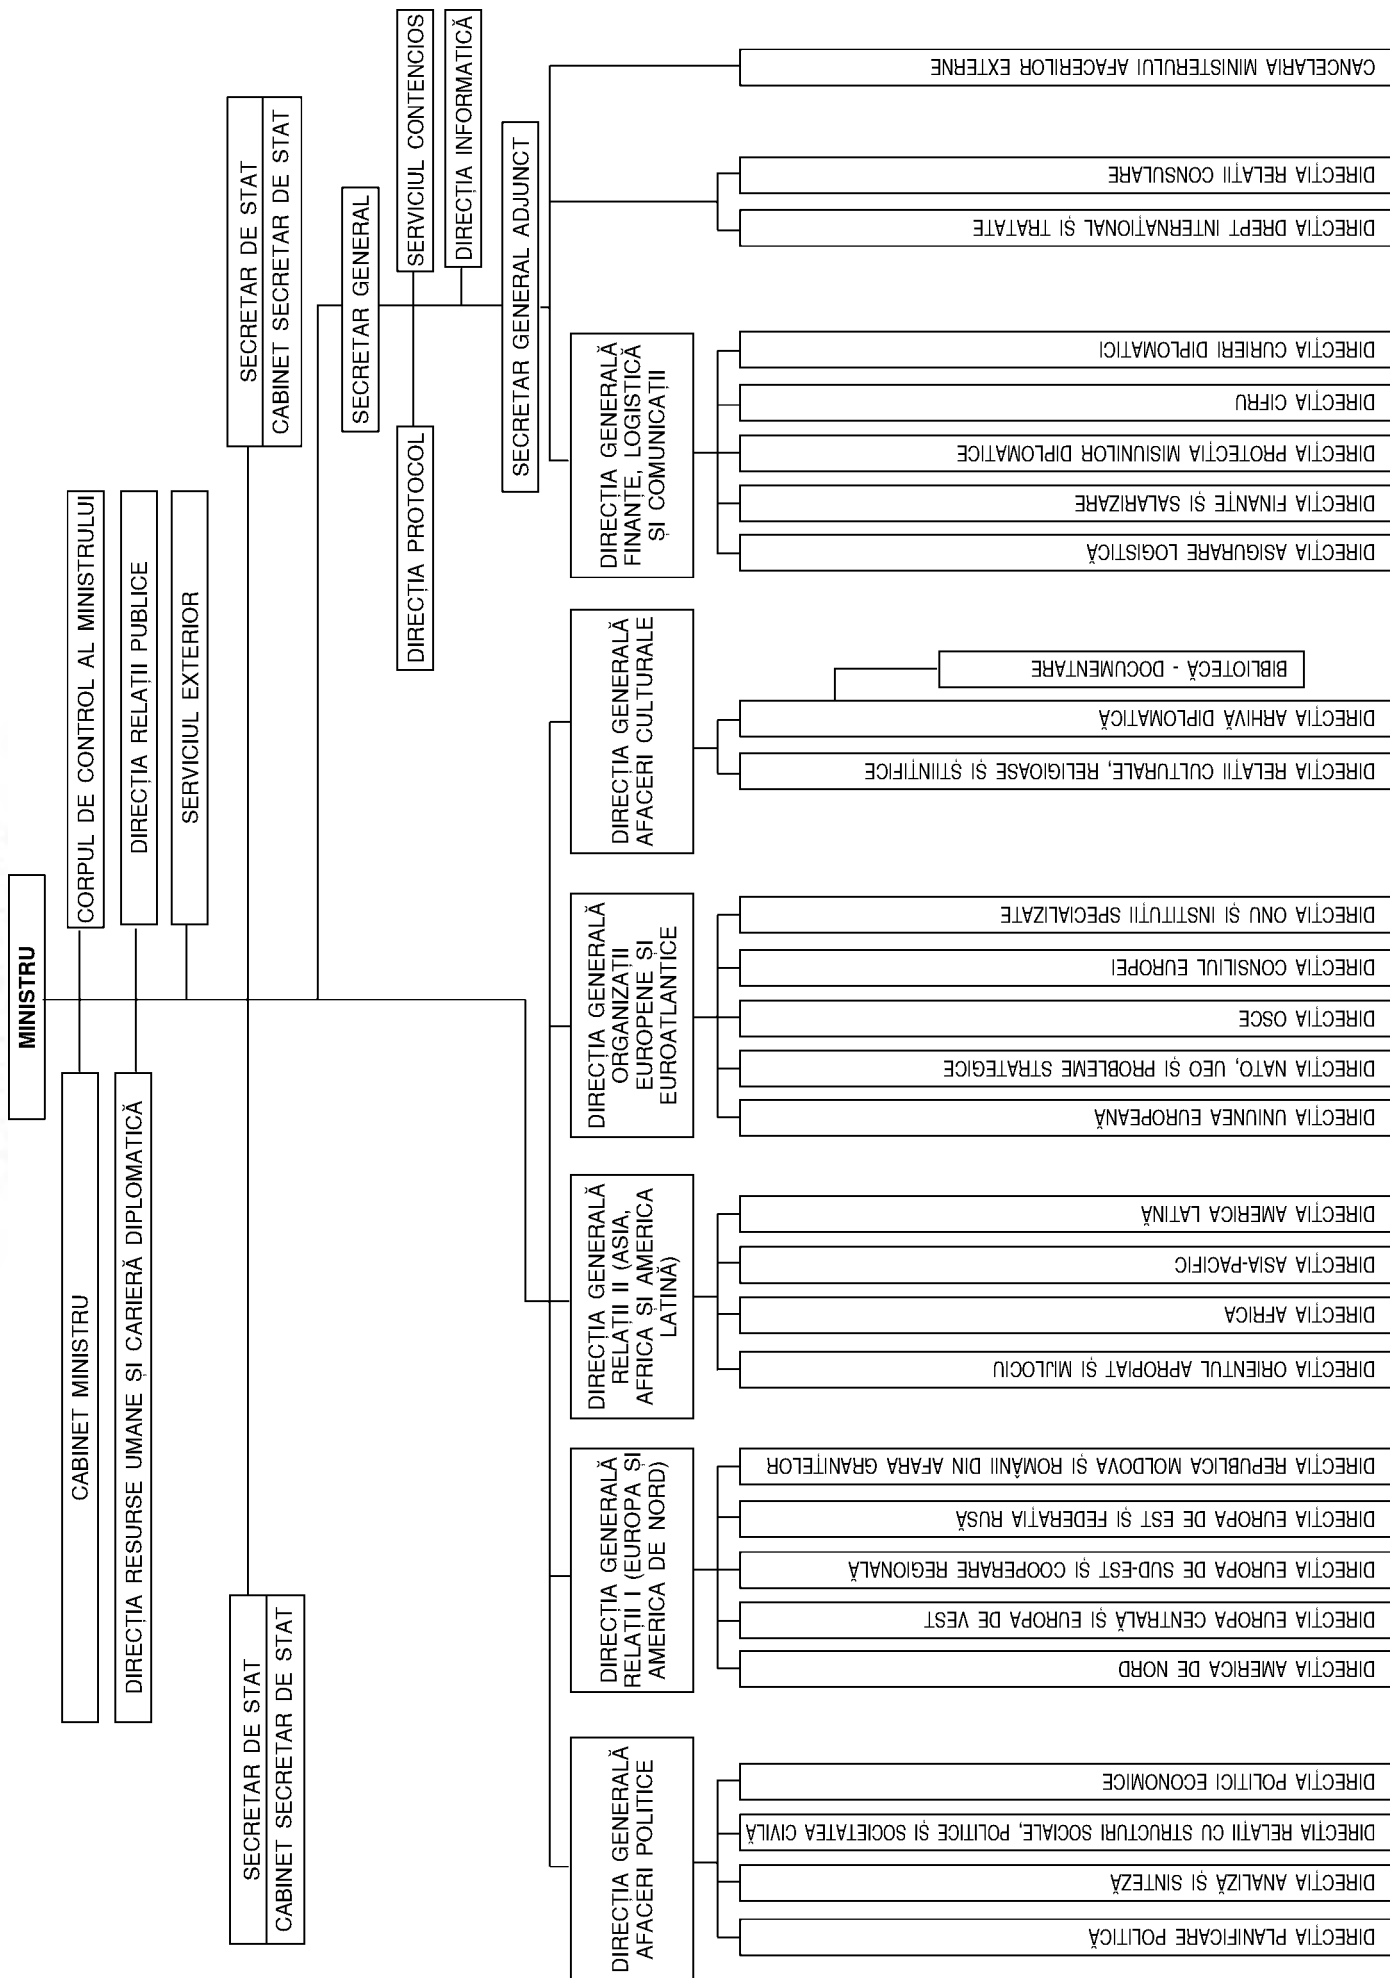 MINISTRU
CABINET MINISTRU
CORPUL DE CONTROL AL MINISTRULUI
DIRECȚIA RESURSE UMANE ȘI CARIERĂ DIPLOMATICĂ
DIRECȚIA RELAȚII PUBLICE
SERVICIUL EXTERIOR
SECRETAR DE STAT
CABINET SECRETAR DE STAT
SECRETAR DE STAT
CABINET SECRETAR DE STAT
SECRETAR GENERAL
DIRECȚIA PROTOCOL
SERVICIUL CONTENCIOS
DIRECȚIA INFORMATICĂ
SECRETAR GENERAL ADJUNCT
DIRECȚIA GENERALĂ
AFACERI POLITICE
DIRECȚIA GENERALĂ
RELAȚII I (EUROPA ȘI
AMERICA DE NORD)
DIRECȚIA GENERALĂ
RELAȚII II (ASIA,
AFRICA ȘI AMERICA
LATINĂ)
DIRECȚIA GENERALĂ
ORGANIZAȚII
EUROPENE ȘI
EUROATLANTICE
DIRECȚIA GENERALĂ
AFACERI CULTURALE
DIRECȚIA GENERALĂ
FINANȚE, LOGISTICĂ
ȘI COMUNICAȚII
DIRECȚIA PLANIFICARE POLITICĂ
DIRECȚIA ANALIZĂ ȘI SINTEZĂ
DIRECȚIA RELAȚII CU STRUCTURI SOCIALE, POLITICE ȘI SOCIETATEA CIVILĂ
DIRECȚIA POLITICI ECONOMICE
DIRECȚIA AMERICA DE NORD
DIRECȚIA EUROPA CENTRALĂ ȘI EUROPA DE VEST
DIRECȚIA EUROPA DE SUD-EST ȘI COOPERARE REGIONALĂ
DIRECȚIA EUROPA DE EST ȘI FEDERAȚIA RUSĂ
DIRECȚIA REPUBLICA MOLDOVA ȘI ROMÂNII DIN AFARA GRANIȚELOR
DIRECȚIA ORIENTUL APROPIAT ȘI MIJLOCIU
DIRECȚIA AFRICA
DIRECȚIA ASIA-PACIFIC
DIRECȚIA AMERICA LATINĂ
DIRECȚIA UNIUNEA EUROPEANĂ
DIRECȚIA NATO, UEO ȘI PROBLEME STRATEGICE
DIRECȚIA OSCE
DIRECȚIA CONSILIUL EUROPEI
DIRECȚIA ONU ȘI INSTITUȚII SPECIALIZATE
DIRECȚIA RELAȚII CULTURALE, RELIGIOASE ȘI ȘTIINȚIFICE
DIRECȚIA ARHIVĂ DIPLOMATICĂ
BIBLIOTECĂ - DOCUMENTARE
DIRECȚIA ASIGURARE LOGISTICĂ
DIRECȚIA FINANȚE ȘI SALARIZARE
DIRECȚIA PROTECȚIA MISIUNILOR DIPLOMATICE
DIRECȚIA CIFRU
DIRECȚIA CURIERI DIPLOMATICI
DIRECȚIA DREPT INTERNAȚIONAL ȘI TRATATE
DIRECȚIA RELAȚII CONSULARE
CANCELARIA MINISTERULUI AFACERILOR EXTERNE